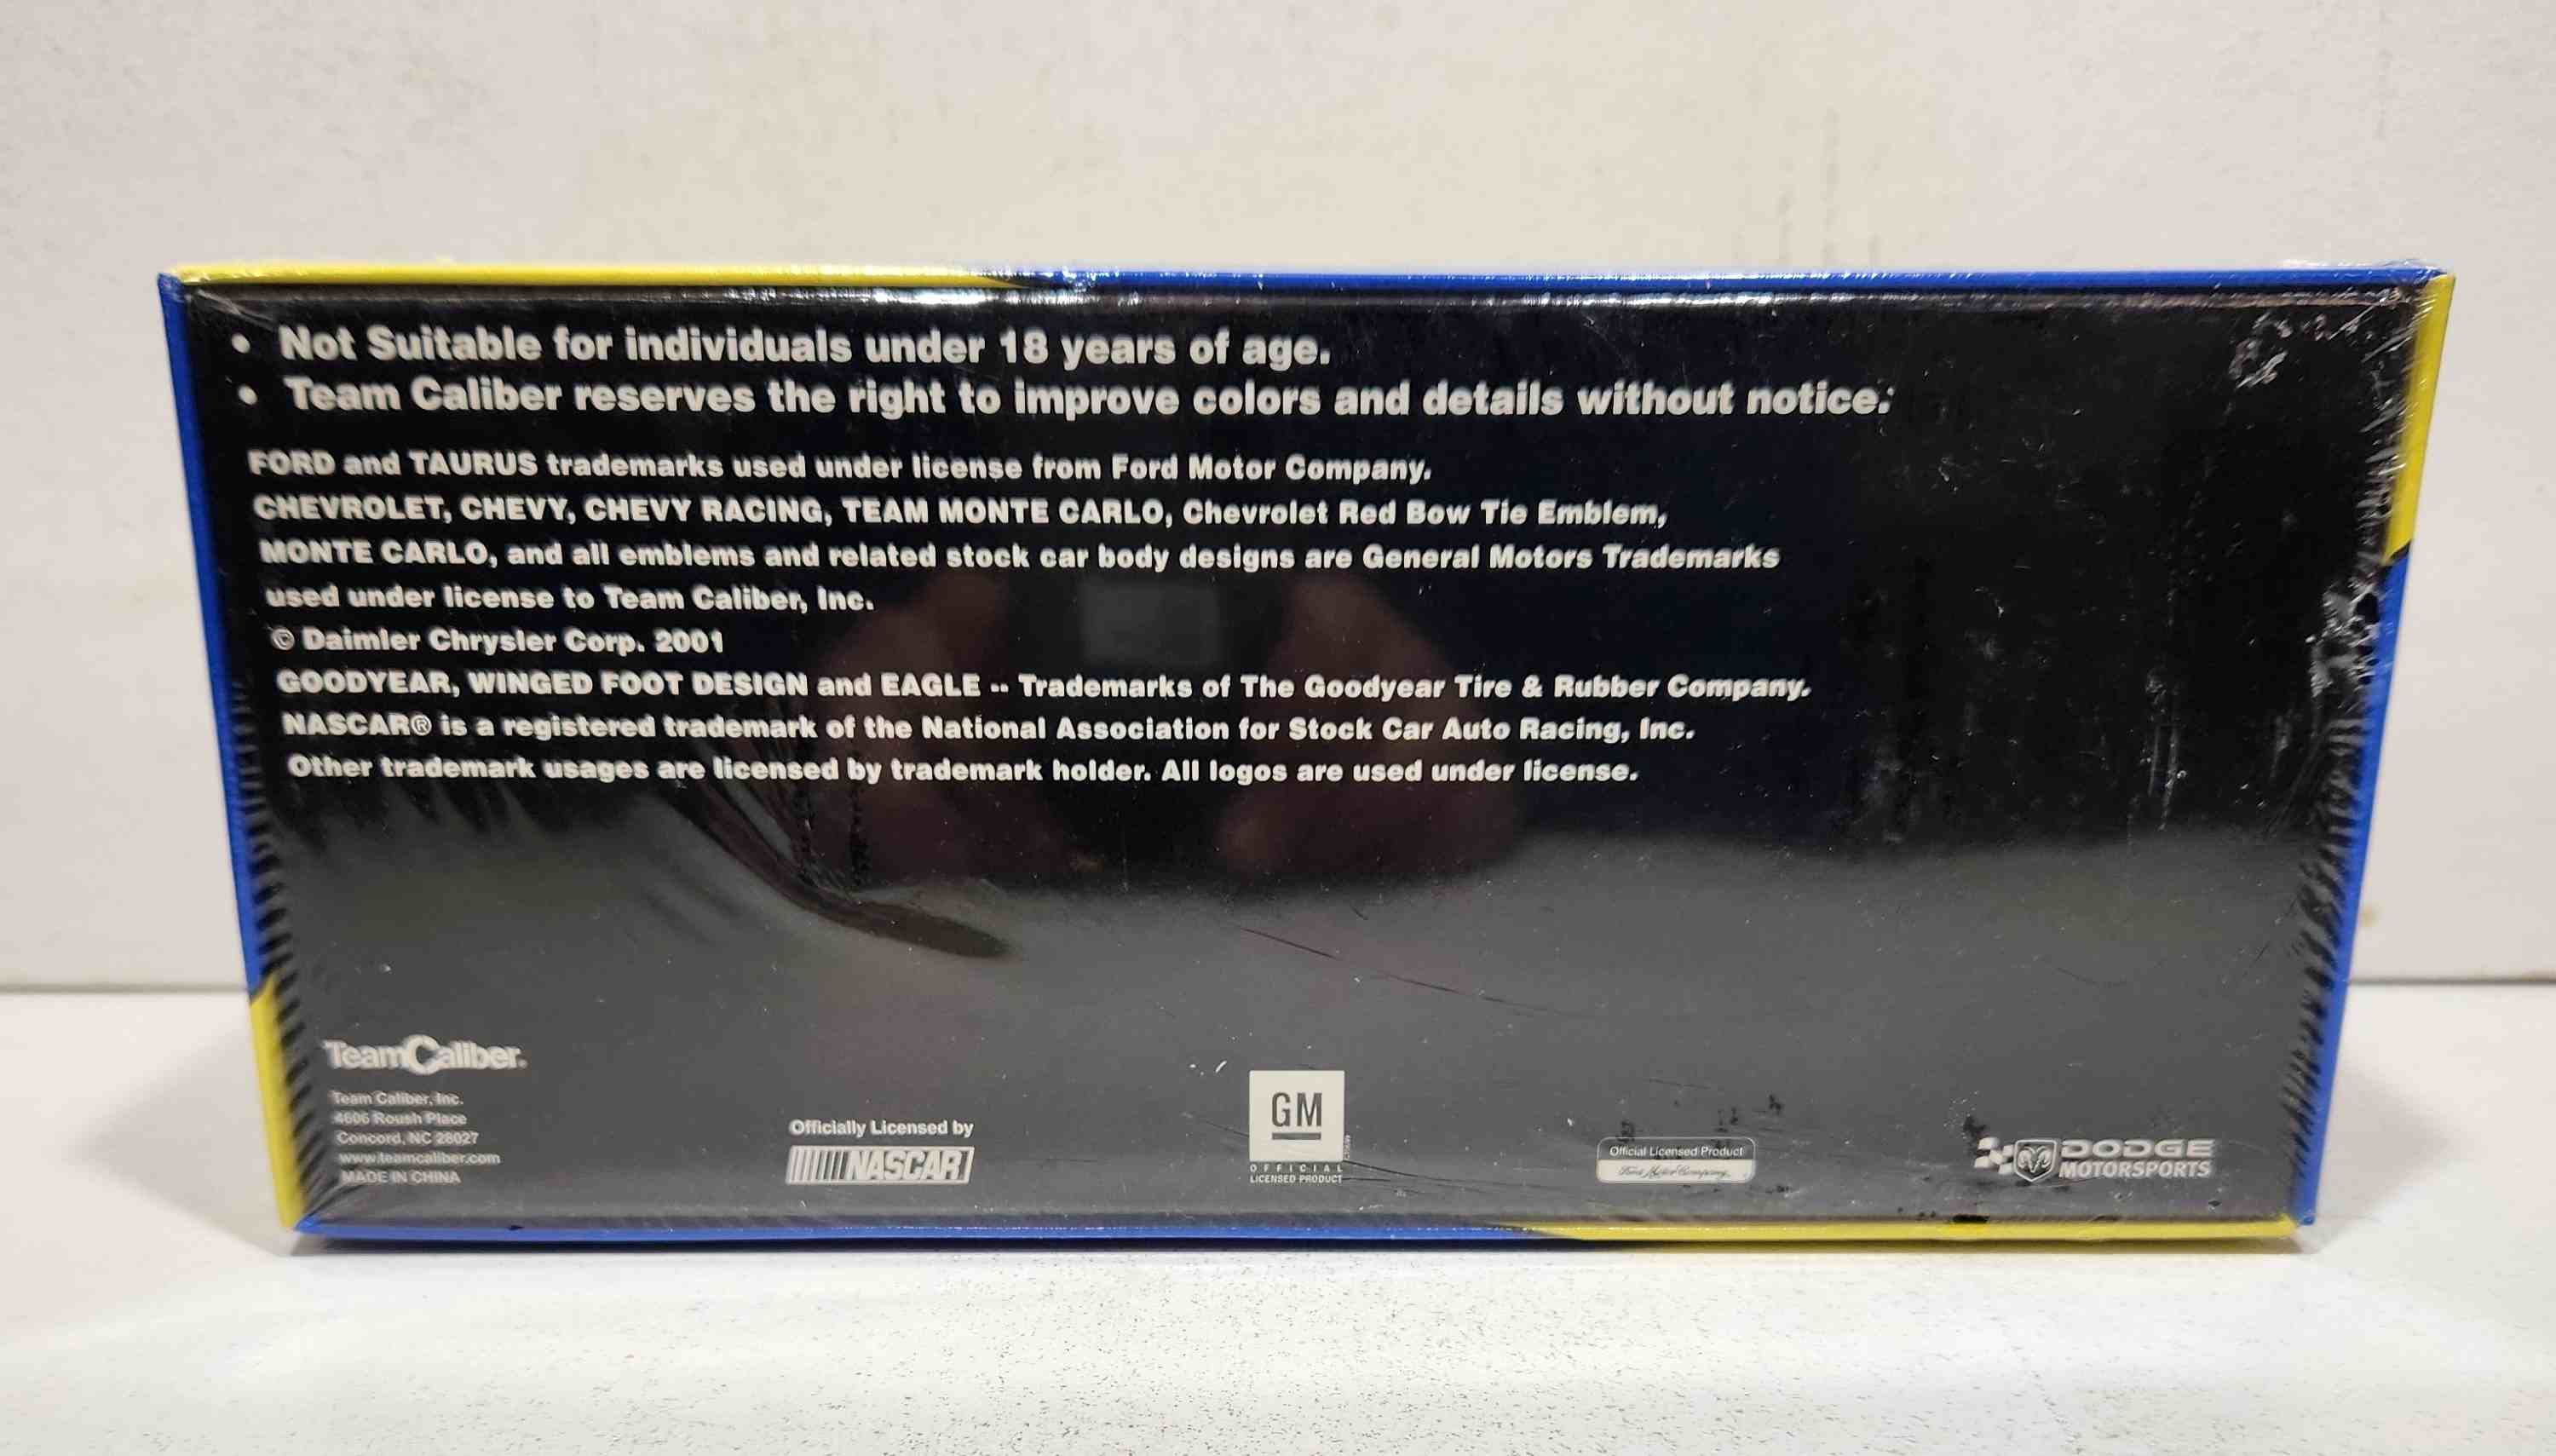 • Not Suitable for individuals under 18 years of age.
• Team Caliber reserves the right to improve colors and details without notice.
FORD and TAURUS trademarks used under license from Ford Motor Company.
CHEVROLET, CHEVY, CHEVY RACING, TEAM MONTE CARLO, Chevrolet Red Bow Tie Emblem,
MONTE CARLO, and all emblems and related stock car body designs are General Motors Trademarks
used under license to Team Caliber, Inc.
© Daimler Chrysler Corp. 2001
GOODYEAR, WINGED FOOT DESIGN and EAGLE -- Trademarks of The Goodyear Tire & Rubber Company.
NASCAR® is a registered trademark of the National Association for Stock Car Auto Racing, Inc.
Other trademark usages are licensed by trademark holder. All logos are used under license.
TeamCaliber.
Team Caliber, Inc.
4606 Roush Place
Concord, NC 28027
www.teamcaliber.com
MADE IN CHINA
Officially Licensed by
NASCAR
GM
OFFICIAL
LICENSED PRODUCT
Official Licensed Product
Ford Motor Company
DODGE
MOTORSPORTS